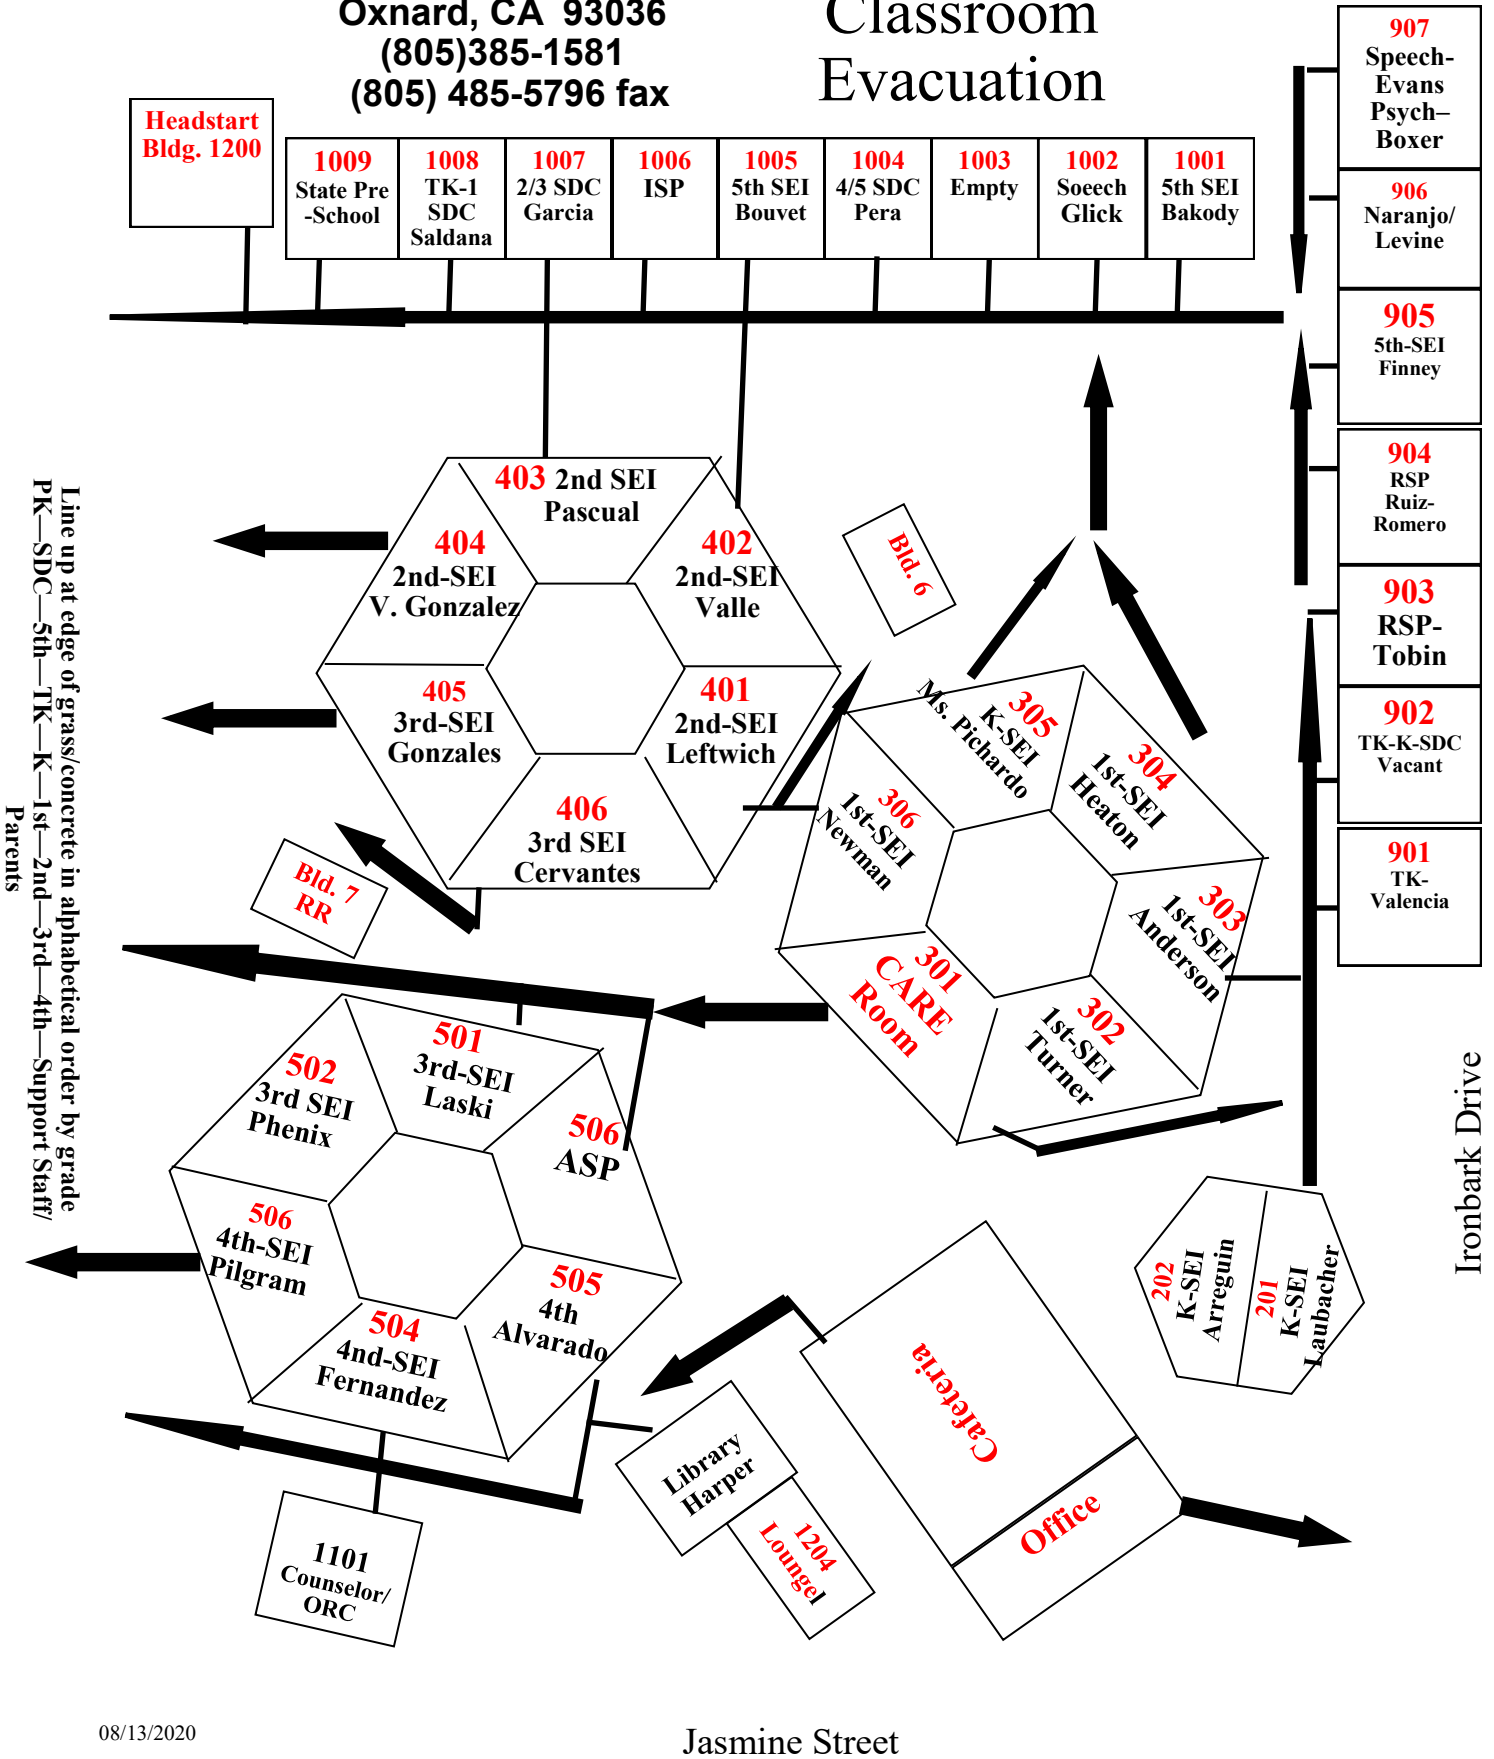 Oxnard, CA 93036
(805)385-1581
(805) 485-5796 fax
Classroom
Evacuation
Headstart
Bldg. 1200
1009
State Pre
-School
1008
TK-1
SDC
Saldana
1007
2/3 SDC
Garcia
1006
ISP
1005
5th SEI
Bouvet
1004
4/5 SDC
Pera
1003
Empty
1002
Soeech
Glick
1001
5th SEI
Bakody
907
Speech-
Evans
Psych–
Boxer
906
Naranjo/
Levine
905
5th-SEI
Finney
904
RSP
Ruiz-
Romero
903
RSP-
Tobin
902
TK-K-SDC
Vacant
901
TK-
Valencia
403 2nd SEI
Pascual
404
2nd-SEI
V. Gonzalez
402
2nd-SEI
Valle
405
3rd-SEI
Gonzales
401
2nd-SEI
Leftwich
406
3rd SEI
Cervantes
Bld. 6
Bld. 7
RR
305
K-SEI
Ms. Pichardo
304
1st-SEI
Heaton
306
1st-SEI
Newman
303
1st-SEI
Anderson
301
CARE
Room
302
1st-SEI
Turner
501
3rd-SEI
Laski
502
3rd SEI
Phenix
506
ASP
506
4th-SEI
Pilgram
505
4th
Alvarado
504
4nd-SEI
Fernandez
202
K-SEI
Arreguin
201
K-SEI
Laubacher
Cafeteria
Office
Library
Harper
1204
Loungel
1101
Counselor/
ORC
Line up at edge of grass/concrete in alphabetical order by grade
PK—SDC—5th—TK—K—1st—2nd—3rd—4th—Support Staff/
Parents
Ironbark Drive
08/13/2020
Jasmine Street